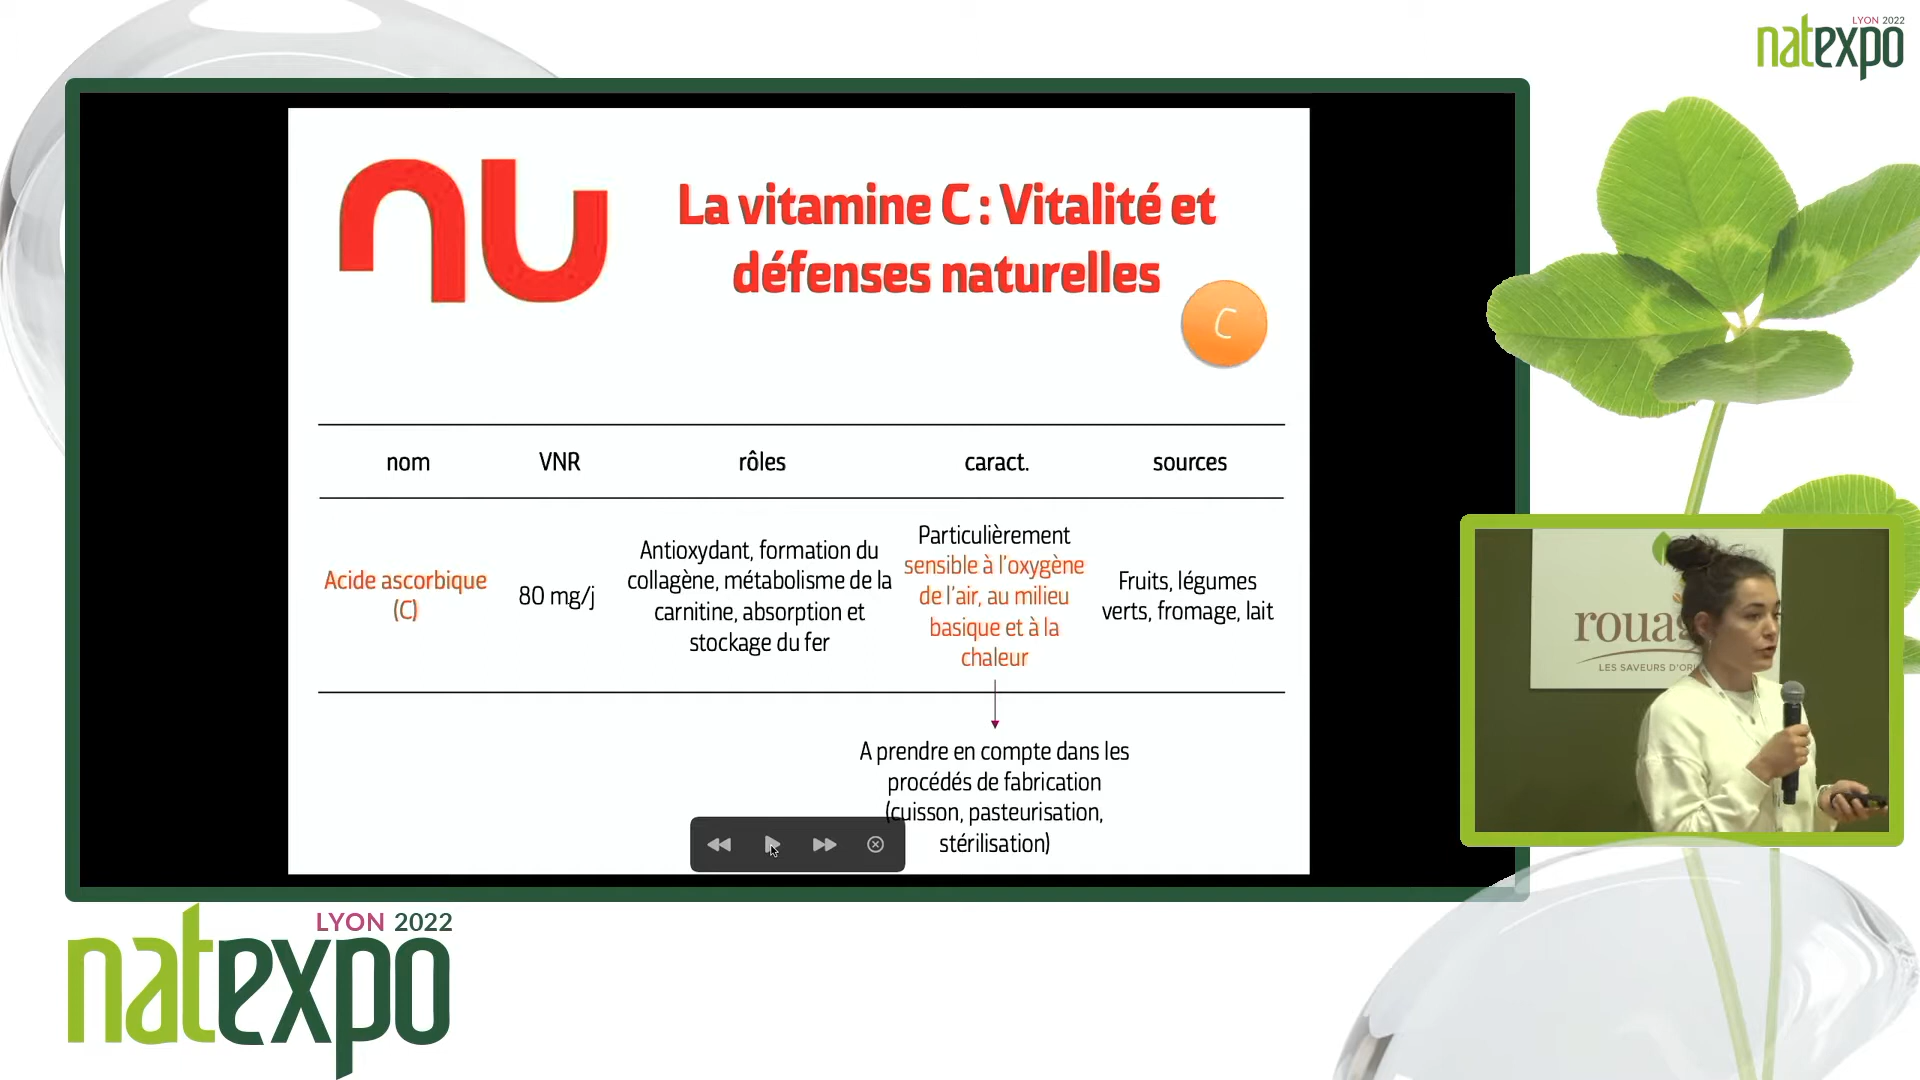 LYON 2022
natexpo
nu
La vitamine C : Vitalité et
défenses naturelles
C
nom VNR rôles caract. sources
Acide ascorbique
(C)
80 mg/j
Antioxydant, formation du
collagène, métabolisme de la
carnitine, absorption et
stockage du fer
Particulièrement
sensible à l'oxygène
de l'air, au milieu
basique et à la
chaleur
Fruits, légumes
verts, fromage, lait
A prendre en compte dans les
procédés de fabrication
(cuisson, pasteurisation,
stérilisation)
LES SAVEURS D'
LYON 2022
natexpo